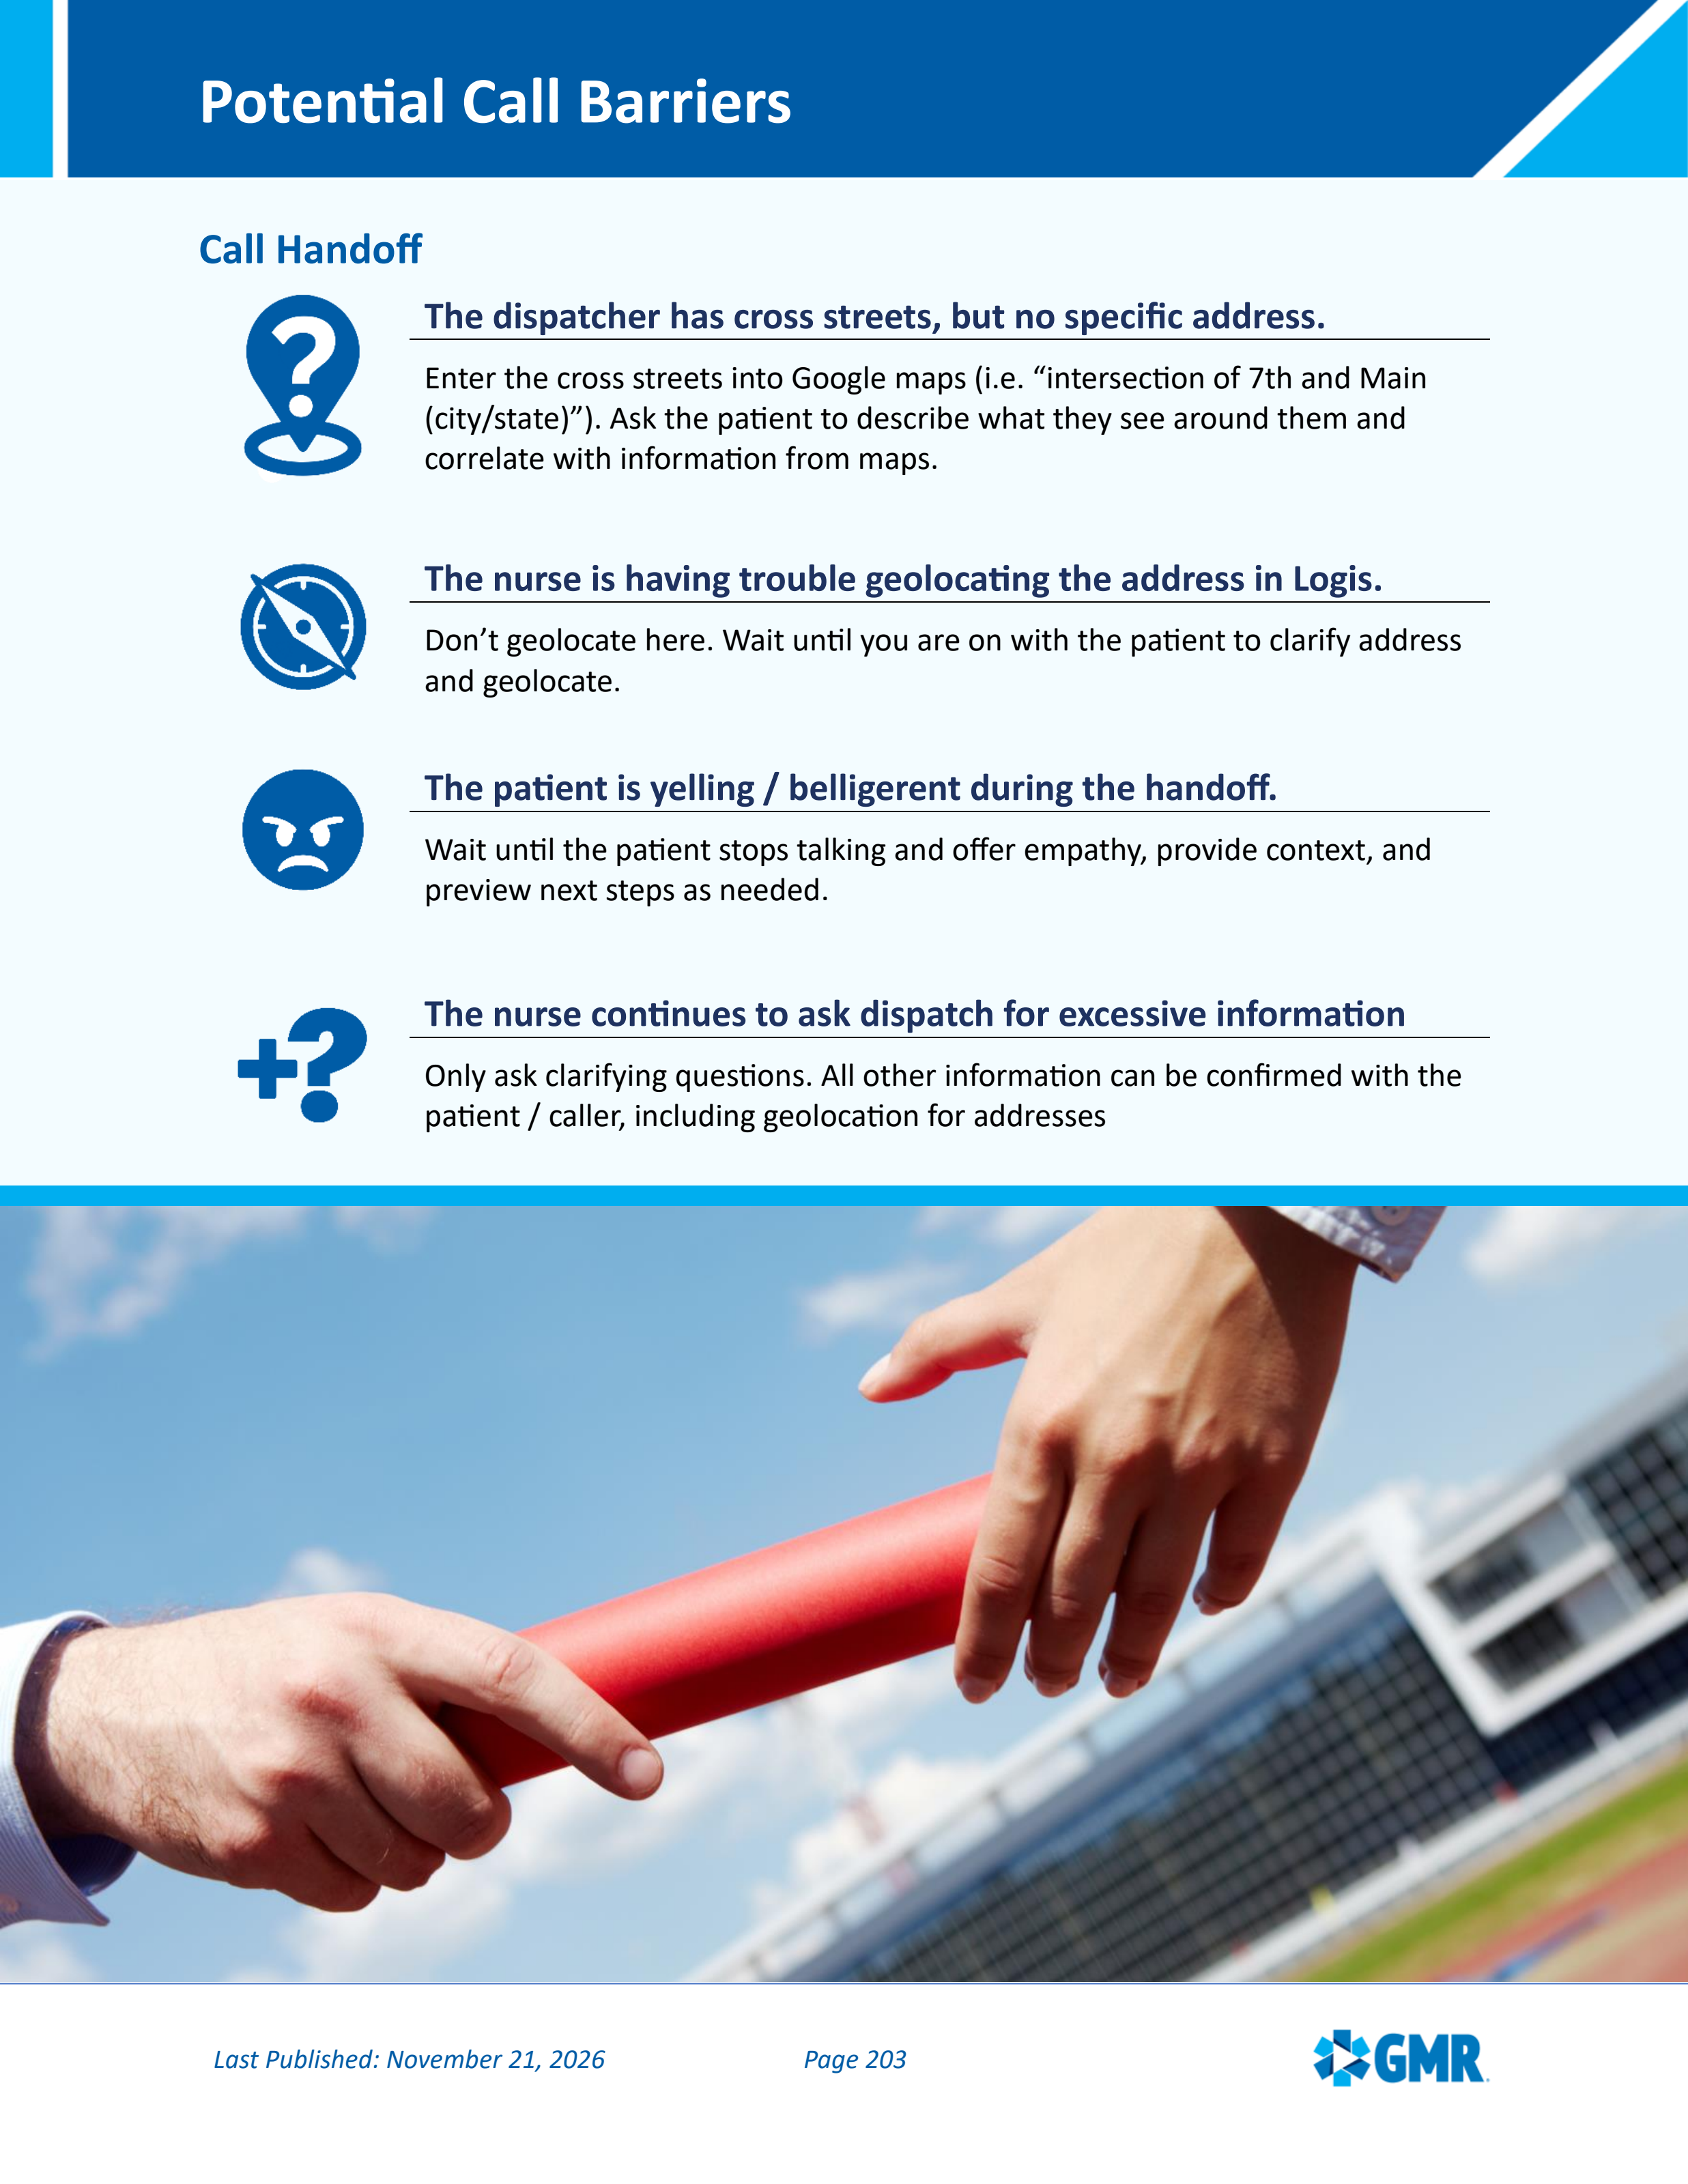 Potential Call Barriers
Call Handoff
The dispatcher has cross streets, but no specific address.
Enter the cross streets into Google maps (i.e. “intersection of 7th and Main
(city/state)”). Ask the patient to describe what they see around them and
correlate with information from maps.
The nurse is having trouble geolocating the address in Logis.
Don’t geolocate here. Wait until you are on with the patient to clarify address
and geolocate.
The patient is yelling / belligerent during the handoff.
Wait until the patient stops talking and offer empathy, provide context, and
preview next steps as needed.
The nurse continues to ask dispatch for excessive information
Only ask clarifying questions. All other information can be confirmed with the
patient / caller, including geolocation for addresses
Last Published: November 21, 2026
Page 203
GMR